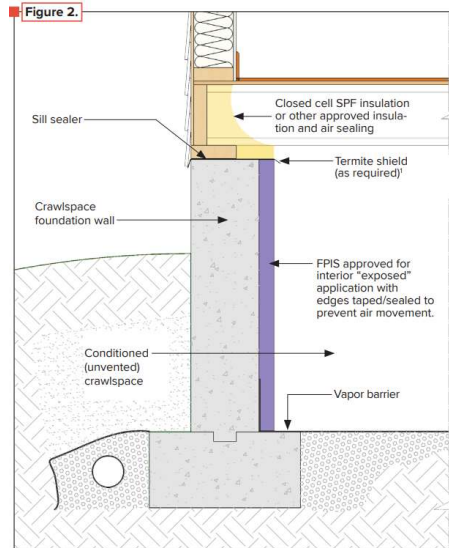 Figure 2.
Closed cell SPF insulation
or other approved insula-
tion and air sealing
Sill sealer
Termite shield
(as required)¹
Crawlspace
foundation wall
FPIS approved for
interior “exposed”
application with
edges taped/sealed to
prevent air movement.
Conditioned
(unvented)
crawlspace
Vapor barrier